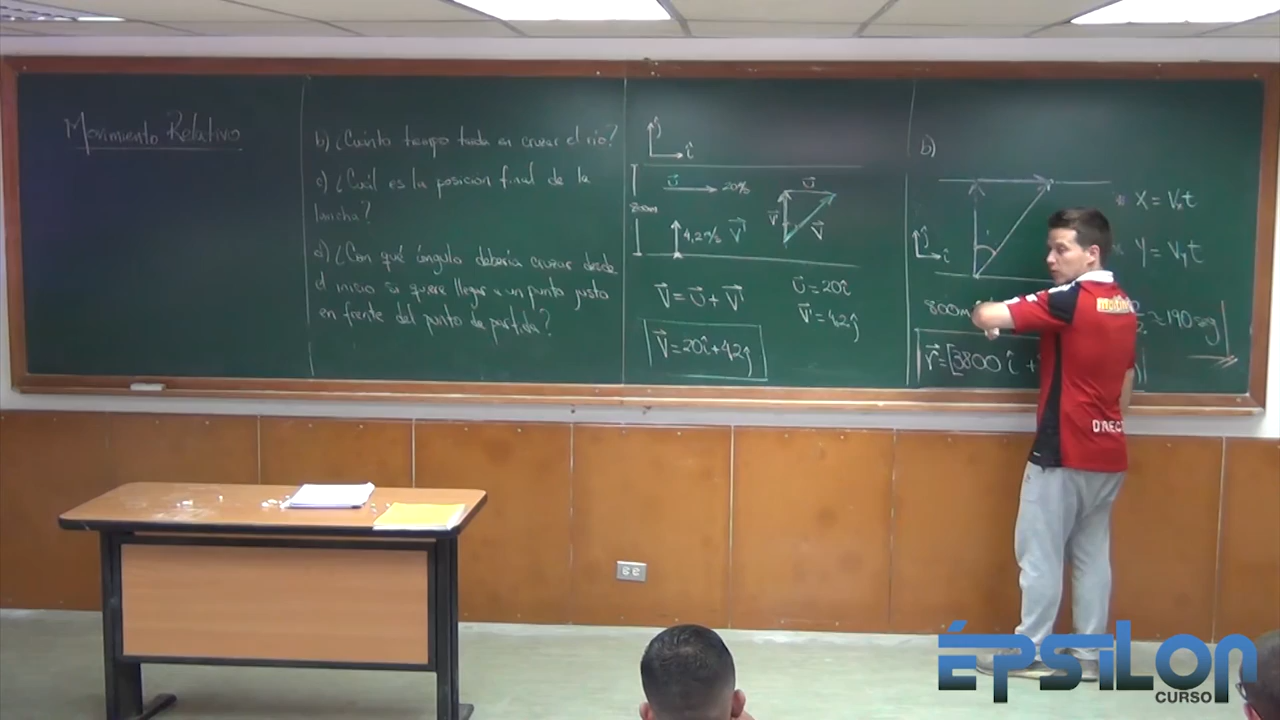 Movimiento Relativo
b) ¿Cuánto tiempo tarda en cruzar el río?
c) ¿Cuál es la posición final de la
lancha?
d) ¿Con qué ángulo debería cruzar desde
el inicio si quiere llegar a un punto justo
en frente del punto de partida?
ĵ
î
U
20
800m
4,2 V'
U
V'
V
V = U + V'
U = 20î
V' = 4,2ĵ
V = 20î + 4,2ĵ
b)
ĵ
î
X = Vxt
Y = Vyt
800m
≈ 190 seg
r = [3800 î +
DIRECT
ÉPSILON
CURSO